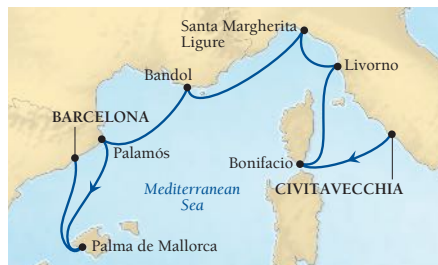 Santa Margherita
Ligure
Livorno
Bandol
BARCELONA
Palamós
Bonifacio
CIVITAVECCHIA
Mediterranean
Sea
Palma de Mallorca